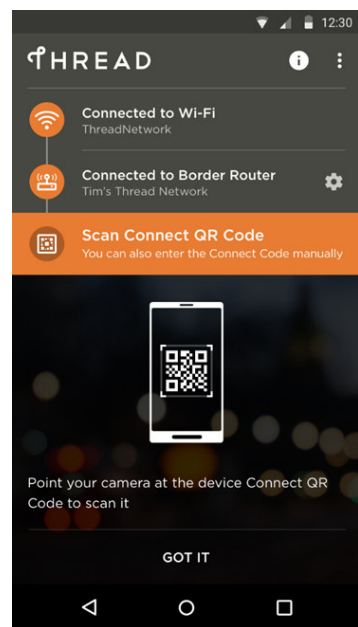 12:30
THREAD
Connected to Wi-Fi
ThreadNetwork
Connected to Border Router
Tim's Thread Network
Scan Connect QR Code
You can also enter the Connect Code manually
Point your camera at the device Connect QR
Code to scan it
GOT IT